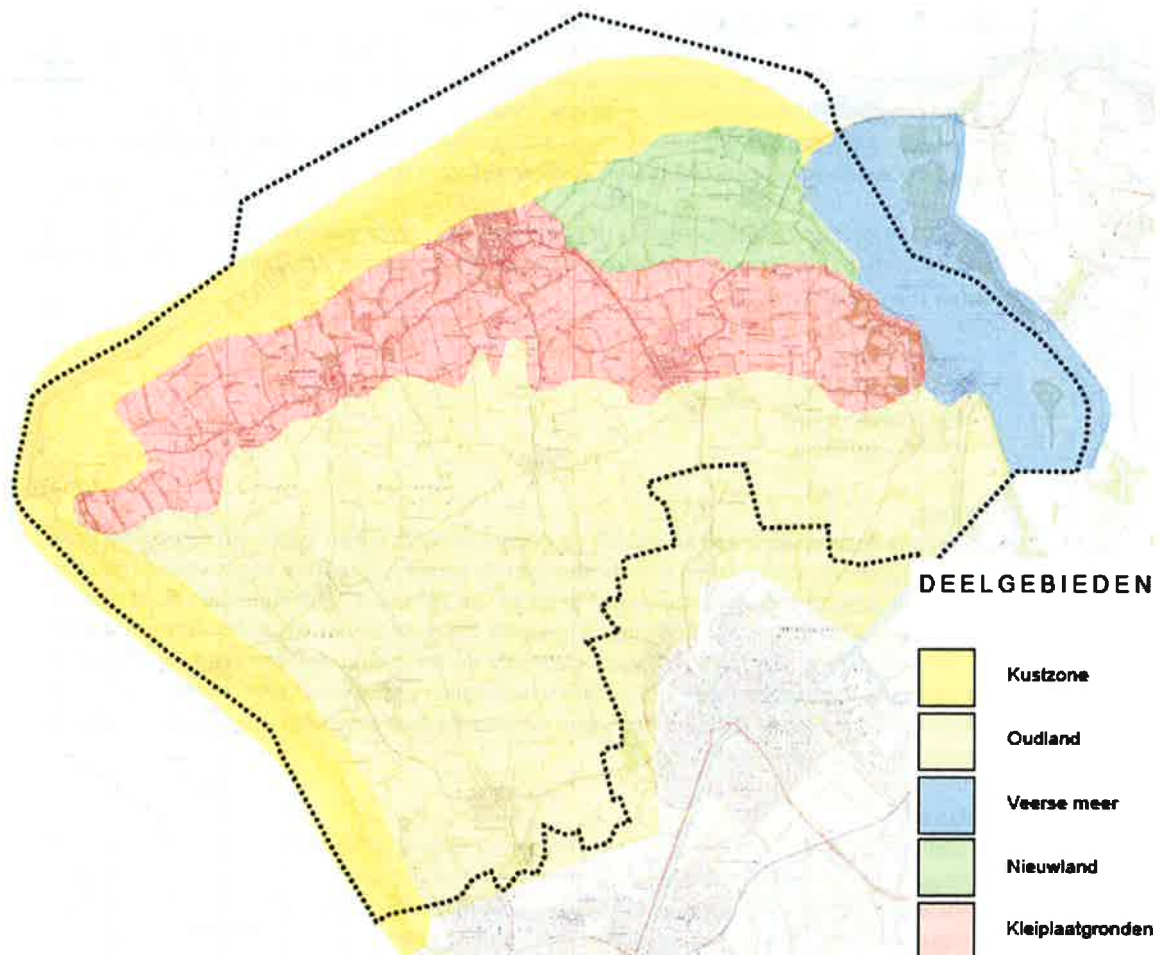 DEELGEBIEDEN
Kustzone
Oudland
Veerse meer
Nieuwland
Kleiplaatgronden